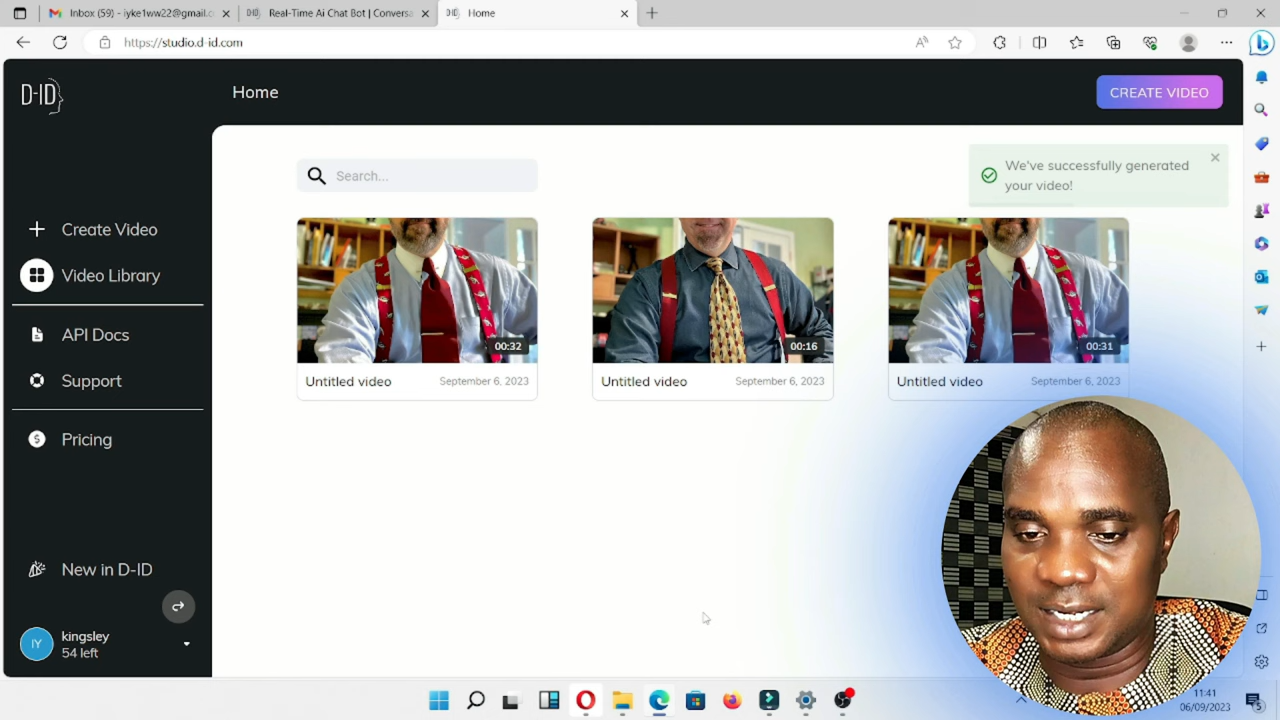 Inbox (59) - iyke1ww22@gmail.c
Real-Time Ai Chat Bot | Convers
Home
https://studio.d-id.com
D-ID
Home
CREATE VIDEO
Search...
We've successfully generated
your video!
Create Video
Video Library
API Docs
Support
Pricing
New in D-ID
IY
kingsley
54 left
00:32
Untitled video
September 6, 2023
00:16
Untitled video
September 6, 2023
00:31
Untitled video
September 6, 2023
11:41
06/09/2023
5